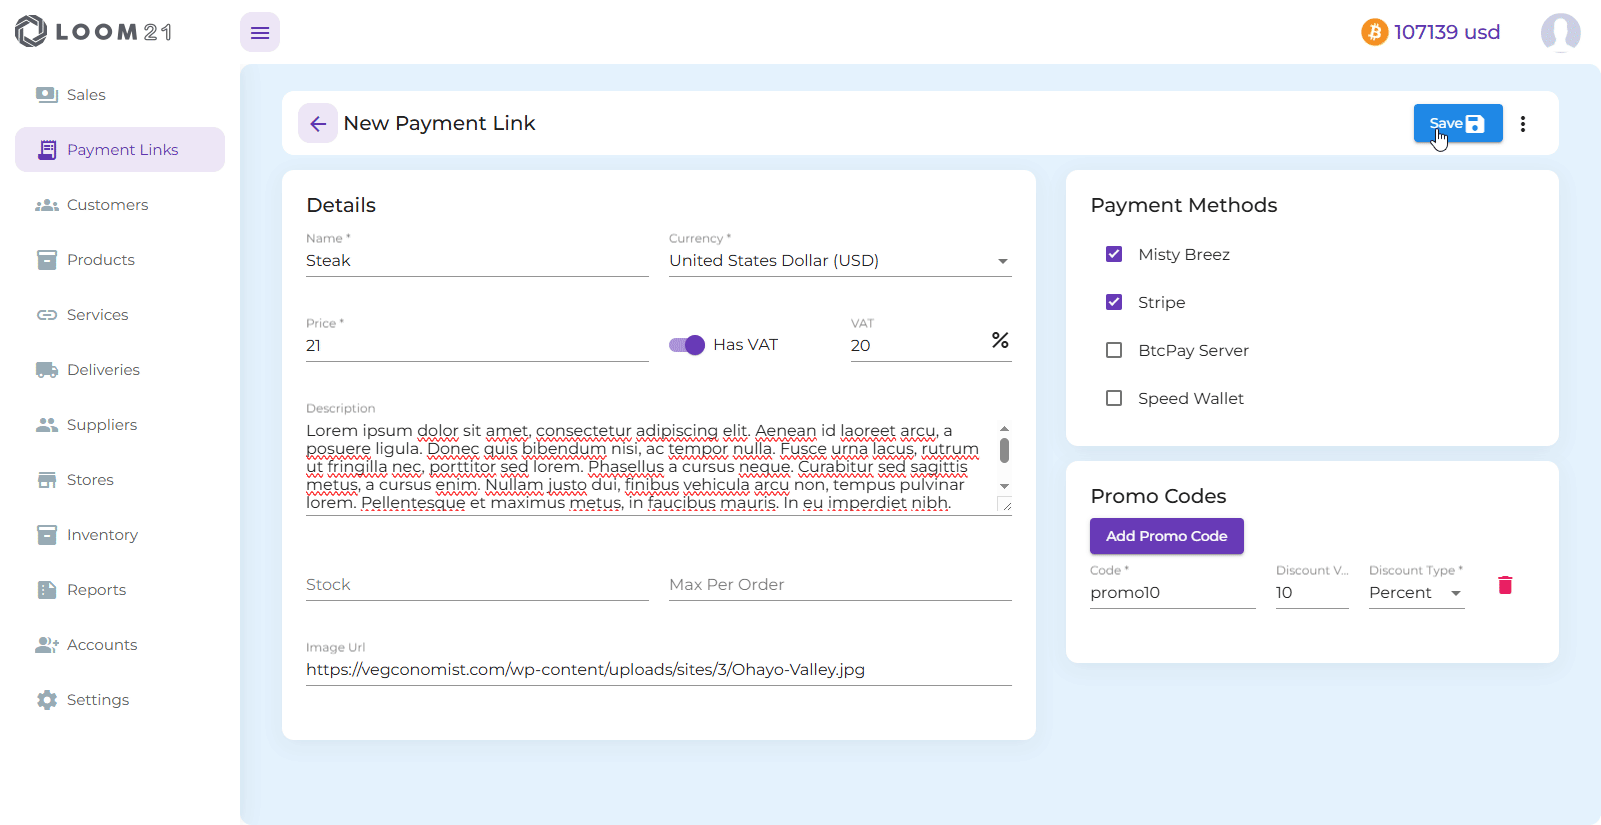 LOOM21
107139 usd
Sales
Payment Links
Customers
Products
Services
Deliveries
Suppliers
Stores
Inventory
Reports
Accounts
Settings
New Payment Link
Save
Details
Name *
Steak
Currency *
United States Dollar (USD)
Price *
21
Has VAT
VAT
20
%
Description
Lorem ipsum dolor sit amet, consectetur adipiscing elit. Aenean id laoreet arcu, a
posuere ligula. Donec quis bibendum nisi, ac tempor nulla. Fusce urna lacus, rutrum
ut fringilla nec, porttitor sed lorem. Phasellus a cursus neque. Curabitur sed sagittis
metus, a cursus enim. Nullam justo dui, finibus vehicula arcu non, tempus pulvinar
lorem. Pellentesque et maximus metus, in faucibus mauris. In eu imperdiet nibh.
Stock
Max Per Order
Image Url
https://vegconomist.com/wp-content/uploads/sites/3/Ohayo-Valley.jpg
Payment Methods
Misty Breez
Stripe
BtcPay Server
Speed Wallet
Promo Codes
Add Promo Code
Code *
promo10
Discount V...
10
Discount Type *
Percent